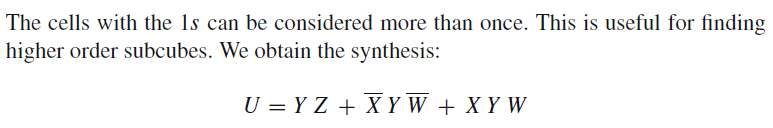 The cells with the 1s can be considered more than once. This is useful for finding
higher order subcubes. We obtain the synthesis:
U = Y Z + X̅ Y W̅ + X Y W